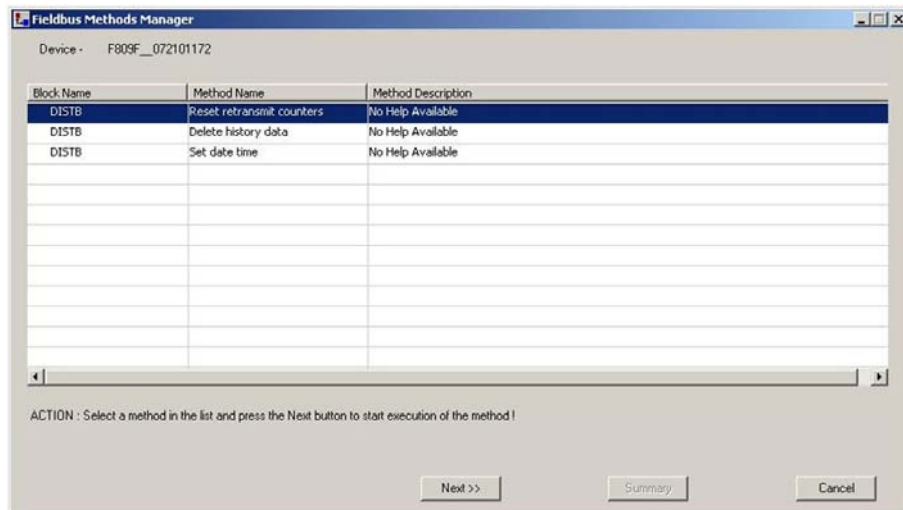 Fieldbus Methods Manager
Device - F809F__072101172
Block Name Method Name Method Description
DISTB Reset retransmit counters No Help Available
DISTB Delete history data No Help Available
DISTB Set date time No Help Available
ACTION : Select a method in the list and press the Next button to start execution of the method !
Next >> Summary Cancel